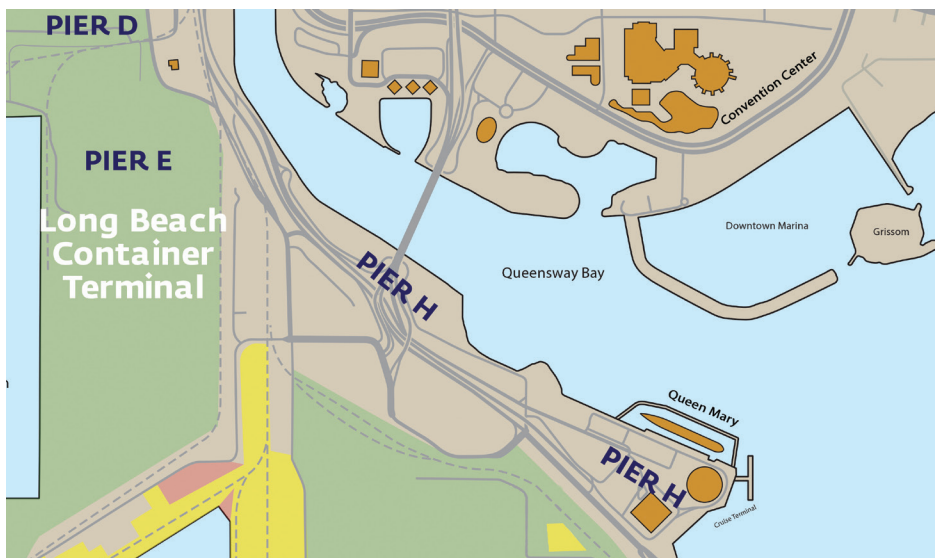 PIER D
PIER E
Long Beach
Container
Terminal
Convention Center
Downtown Marina
Grissom
PIER H
Queensway Bay
Queen Mary
PIER H
Cruise Terminal